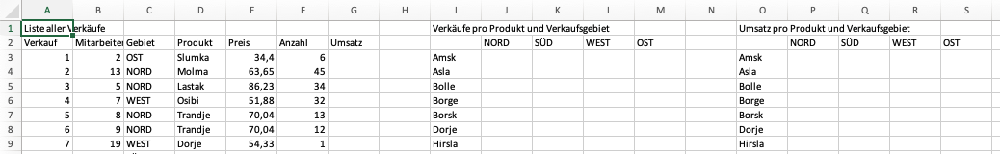 A B C D E F G H I J K L M N O P Q R S
1 Liste aller Verkäufe Verkäufe pro Produkt und Verkaufsgebiet Umsatz pro Produkt und Verkaufsgebiet
2 Verkauf Mitarbeiter Gebiet Produkt Preis Anzahl Umsatz NORD SÜD WEST OST NORD SÜD WEST OST
3 1 2 OST Slumka 34,4 6 Amsk Amsk
4 2 13 NORD Molma 63,65 45 Asla Asla
5 3 5 NORD Lastak 86,23 34 Bolle Bolle
6 4 7 WEST Osibi 51,88 32 Borge Borge
7 5 8 NORD Trandje 70,04 13 Borsk Borsk
8 6 9 NORD Trandje 70,04 12 Dorje Dorje
9 7 19 WEST Dorje 54,33 1 Hirsla Hirsla